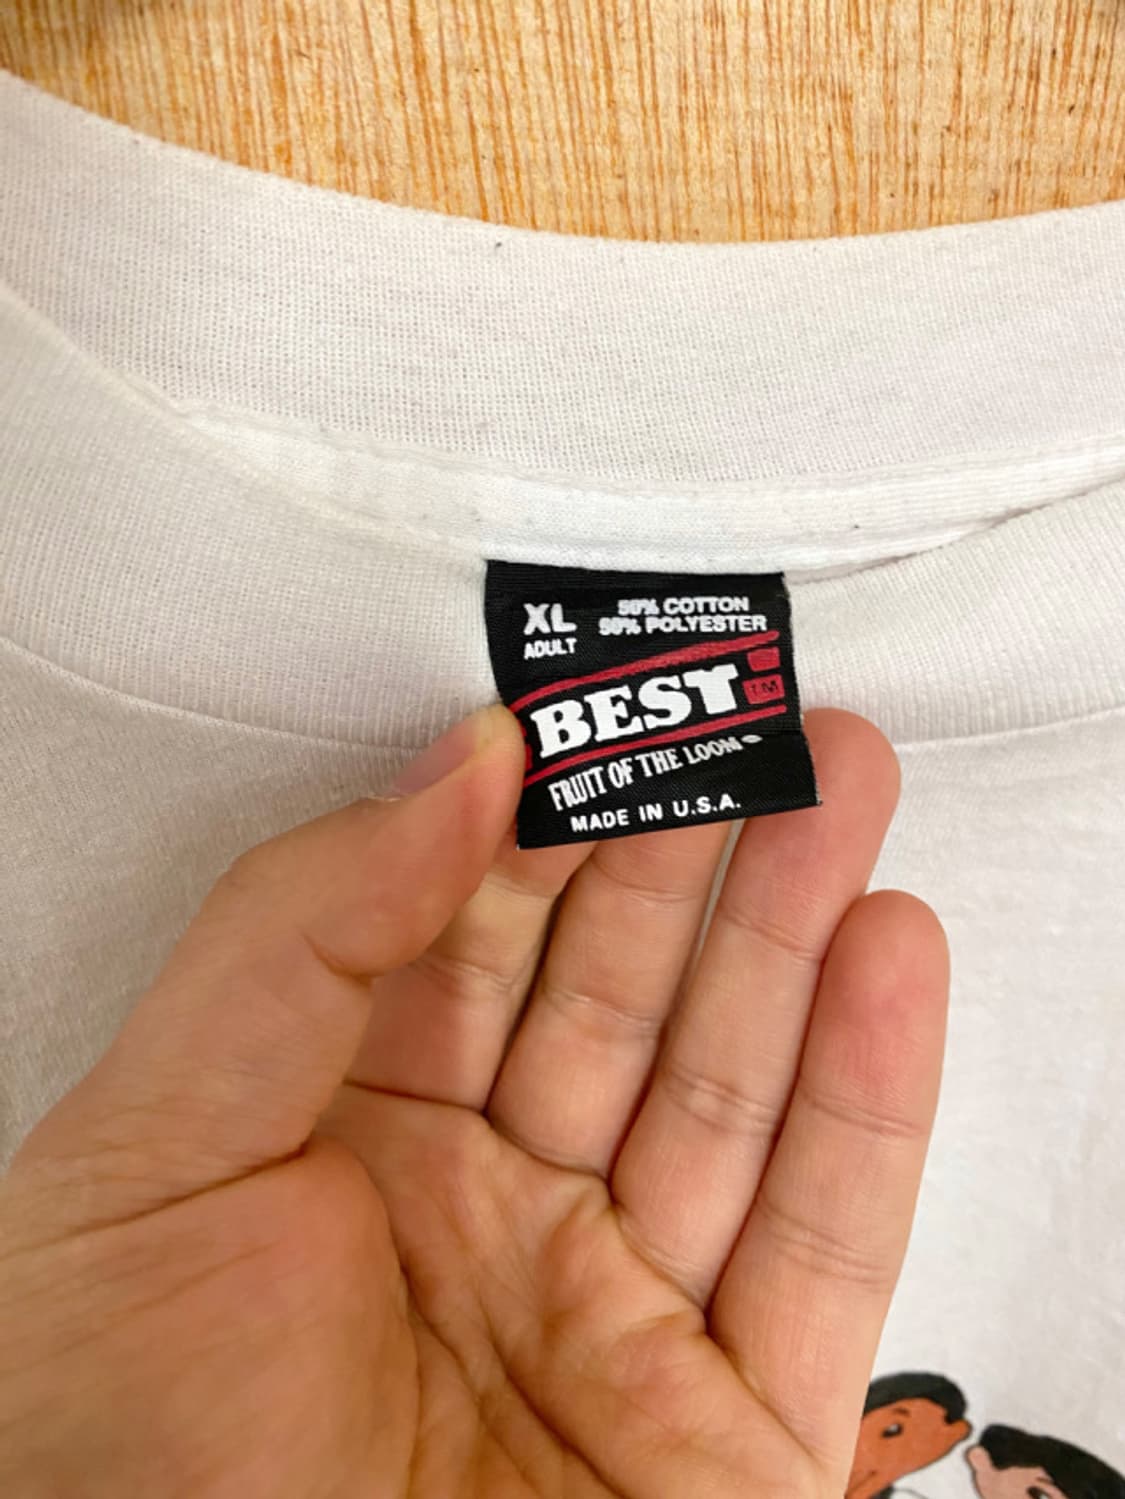 XL
ADULT
50% COTTON
50% POLYESTER
BEST
TM
FRUIT OF THE LOOM
MADE IN U.S.A.